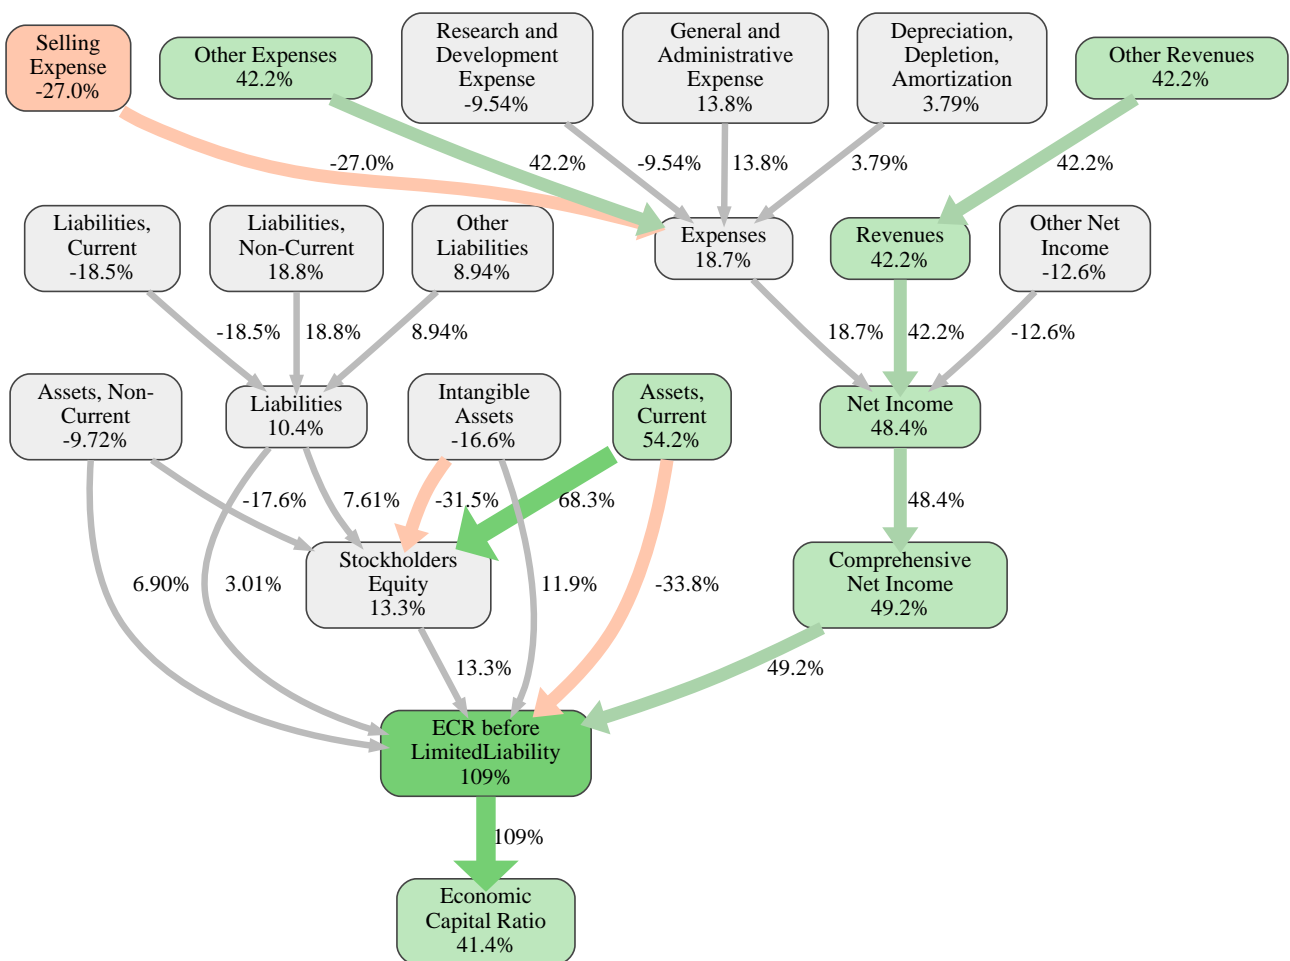 Selling
Expense
-27.0%
Other Expenses
42.2%
Research and
Development
Expense
-9.54%
General and
Administrative
Expense
13.8%
Depreciation,
Depletion,
Amortization
3.79%
Other Revenues
42.2%
-27.0%
42.2%
-9.54%
13.8%
3.79%
42.2%
Liabilities,
Current
-18.5%
Liabilities,
Non-Current
18.8%
Other
Liabilities
8.94%
Expenses
18.7%
Revenues
42.2%
Other Net
Income
-12.6%
-18.5%
18.8%
8.94%
18.7%
42.2%
-12.6%
Assets, Non-
Current
-9.72%
Liabilities
10.4%
Intangible
Assets
-16.6%
Assets,
Current
54.2%
Net Income
48.4%
-17.6%
7.61%
-31.5%
68.3%
48.4%
Stockholders
Equity
13.3%
Comprehensive
Net Income
49.2%
6.90%
3.01%
11.9%
-33.8%
13.3%
49.2%
ECR before
LimitedLiability
109%
109%
Economic
Capital Ratio
41.4%